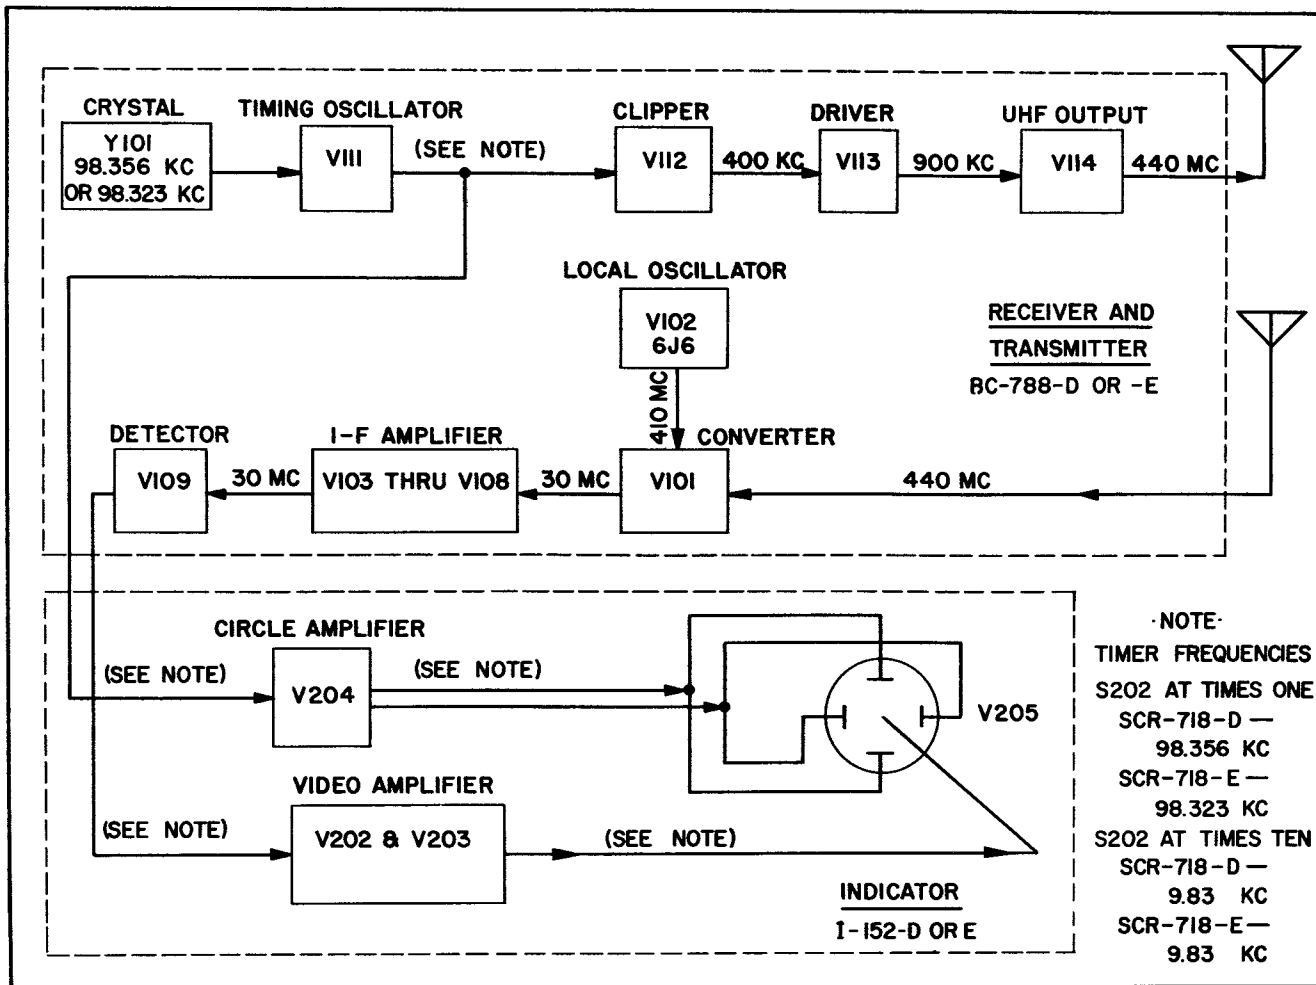 CRYSTAL
Y101
98.356 KC
OR 98.323 KC
TIMING OSCILLATOR
V111
(SEE NOTE)
CLIPPER
V112
400 KC
DRIVER
V113
900 KC
UHF OUTPUT
V114
440 MC
LOCAL OSCILLATOR
V102
6J6
410 MC
RECEIVER AND
TRANSMITTER
BC-788-D OR -E
DETECTOR
V109
30 MC
I-F AMPLIFIER
V103 THRU V108
30 MC
CONVERTER
V101
440 MC
CIRCLE AMPLIFIER
(SEE NOTE)
V204
(SEE NOTE)
V205
VIDEO AMPLIFIER
(SEE NOTE)
V202 & V203
(SEE NOTE)
INDICATOR
I-152-D OR E
·NOTE·
TIMER FREQUENCIES
S202 AT TIMES ONE
SCR-718-D —
98.356 KC
SCR-718-E —
98.323 KC
S202 AT TIMES TEN
SCR-718-D —
9.83 KC
SCR-718-E —
9.83 KC